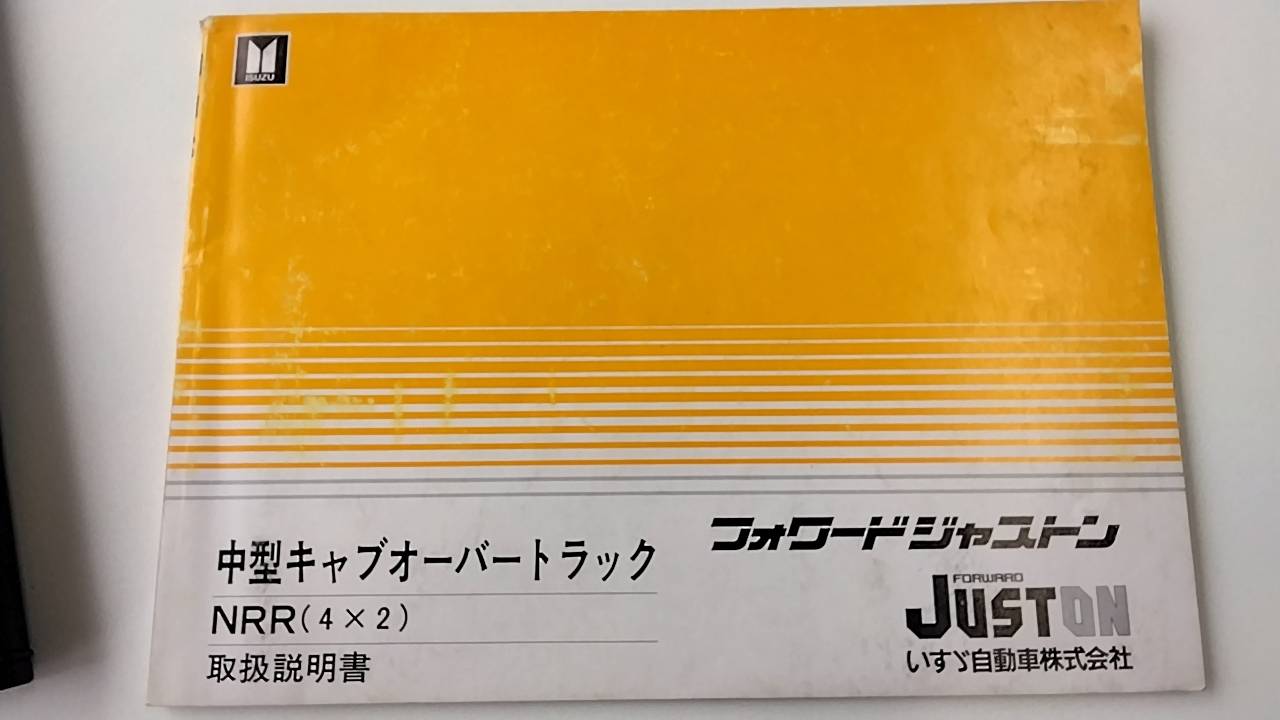 ISUZU
中型キャブオーバートラック
NRR(4×2)
取扱説明書
フォワードジャストン
FORWARD
JUSTON
いすゞ自動車株式会社